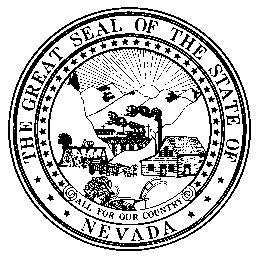 THE GREAT SEAL OF THE STATE OF
NEVADA
ALL FOR OUR COUNTRY